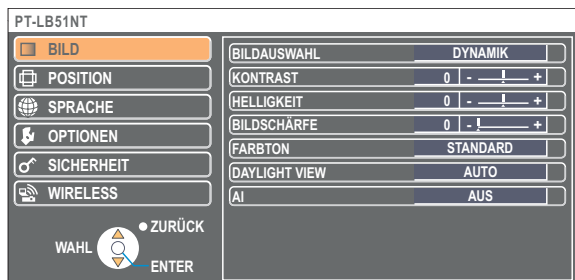 PT-LB51NT
BILD
POSITION
SPRACHE
OPTIONEN
SICHERHEIT
WIRELESS
ZURÜCK
WAHL
ENTER
BILDAUSWAHL DYNAMIK
KONTRAST 0 - +
HELLIGKEIT 0 - +
BILDSCHÄRFE 0 - +
FARBTON STANDARD
DAYLIGHT VIEW AUTO
AI AUS